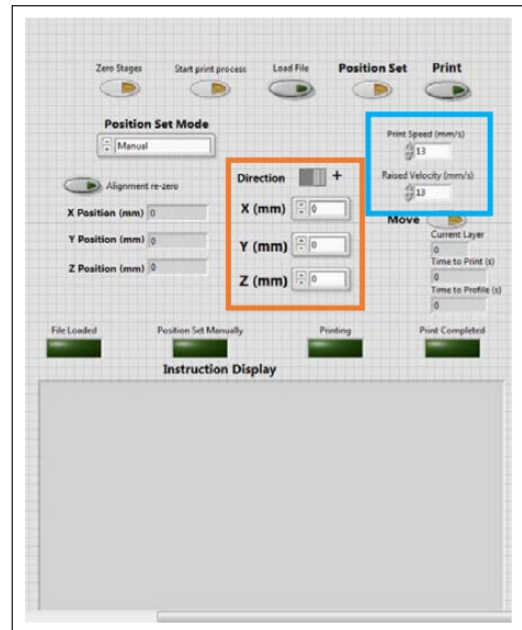 Zero Stages Start print process Load File Position Set Print
Position Set Mode
Manual
Print Speed (mm/s)
13
Alignment re-zero
Direction +
Raised Velocity (mm/s)
13
X Position (mm) 0
X (mm) 0
Move
Y Position (mm) 0
Y (mm) 0
Current Layer
0
Z Position (mm) 0
Z (mm) 0
Time to Print (s)
0
Time to Profile (s)
0
File Loaded Position Set Manually Printing Print Completed
Instruction Display